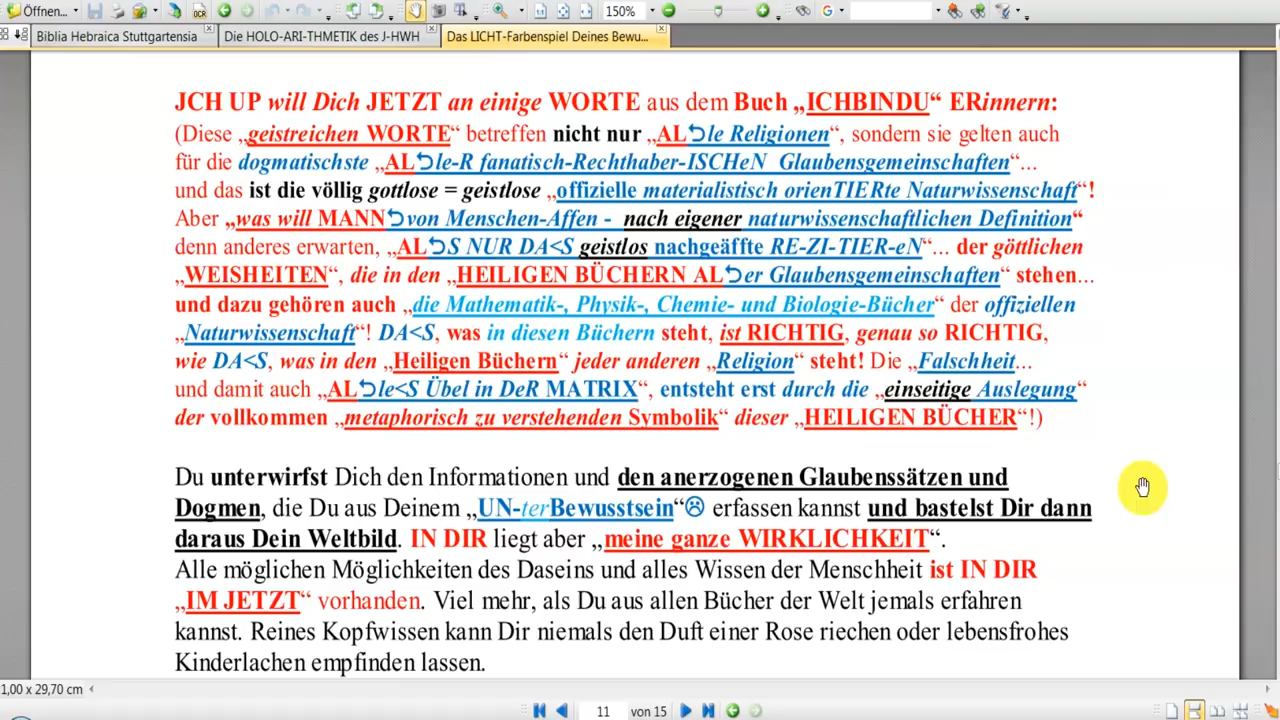 Öffnen...
OCR
150%
G
Biblia Hebraica Stuttgartensia
Die HOLO-ARI-THMETIK des J-HWH
Das LICHT-Farbenspiel Deines Bewu...
JCH UP will Dich JETZT an einige WORTE aus dem Buch „ICHBINDU“ ERinnern:
(Diese „geistreichen WORTE“ betreffen nicht nur „AL⮌le Religionen“, sondern sie gelten auch
für die dogmatischste „AL⮌le-R fanatisch-Rechthaber-ISCHeN Glaubensgemeinschaften“...
und das ist die völlig gottlose = geistlose „offizielle materialistisch orienTIERte Naturwissenschaft“!
Aber „was will MANN⮌von Menschen-Affen - nach eigener naturwissenschaftlichen Definition“
denn anderes erwarten, „AL⮌S NUR DA<S geistlos nachgeäffte RE-ZI-TIER-eN“... der göttlichen
„WEISHEITEN“, die in den „HEILIGEN BÜCHERN AL⮌er Glaubensgemeinschaften“ stehen...
und dazu gehören auch „die Mathematik-, Physik-, Chemie- und Biologie-Bücher“ der offiziellen
„Naturwissenschaft“! DA<S, was in diesen Büchern steht, ist RICHTIG, genau so RICHTIG,
wie DA<S, was in den „Heiligen Büchern“ jeder anderen „Religion“ steht! Die „Falschheit...
und damit auch „AL⮌le<S Übel in DeR MATRIX“, entsteht erst durch die „einseitige Auslegung“
der vollkommen „metaphorisch zu verstehenden Symbolik“ dieser „HEILIGEN BÜCHER“!)
Du unterwirfst Dich den Informationen und den anerzogenen Glaubenssätzen und
Dogmen, die Du aus Deinem „UN-terBewusstsein“☹ erfassen kannst und bastelst Dir dann
daraus Dein Weltbild. IN DIR liegt aber „meine ganze WIRKLICHKEIT“.
Alle möglichen Möglichkeiten des Daseins und alles Wissen der Menschheit ist IN DIR
„IM JETZT“ vorhanden. Viel mehr, als Du aus allen Bücher der Welt jemals erfahren
kannst. Reines Kopfwissen kann Dir niemals den Duft einer Rose riechen oder lebensfrohes
Kinderlachen empfinden lassen.
1,00 x 29,70 cm
11 von 15